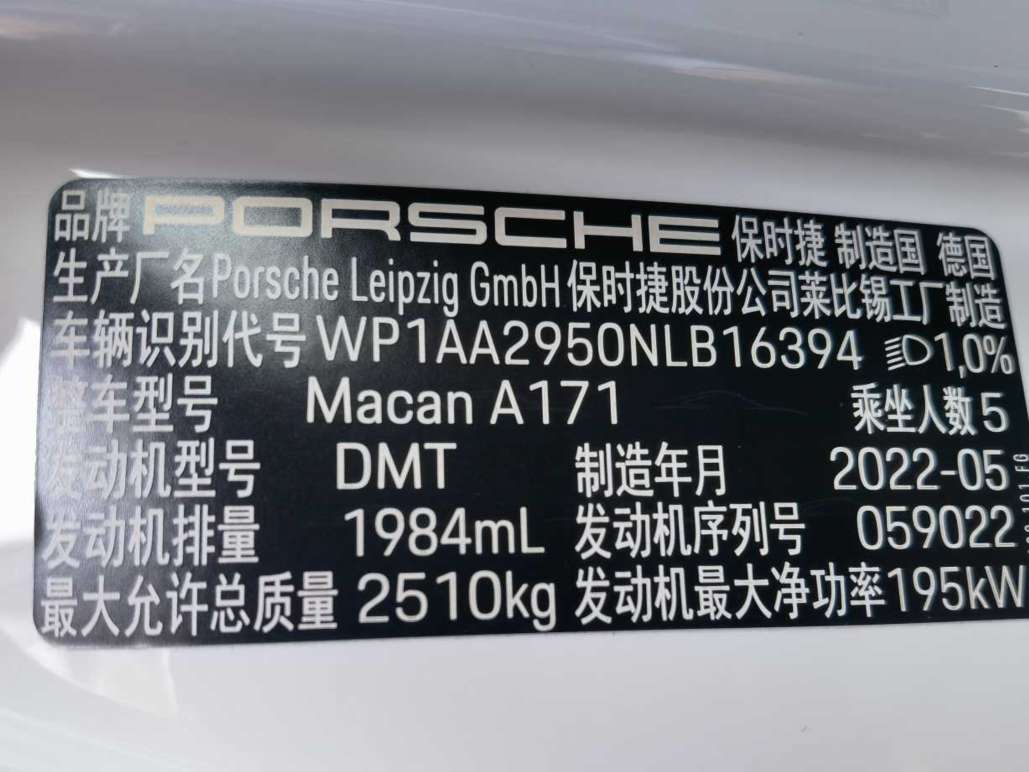 品牌 PORSCHE 保时捷 制造国 德国
生产厂名Porsche Leipzig GmbH 保时捷股份公司莱比锡工厂制造
车辆识别代号 WP1AA2950NLB16394 1,0%
整车型号 Macan A171 乘坐人数 5
发动机型号 DMT 制造年月 2022-05
发动机排量 1984mL 发动机序列号 059022
最大允许总质量 2510kg 发动机最大净功率195kW